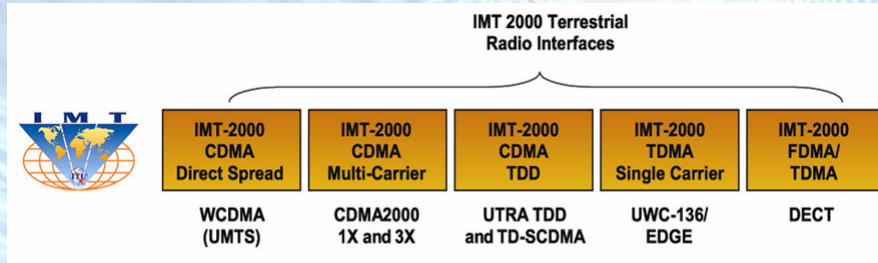 IMT 2000 Terrestrial
Radio Interfaces
I M T
ITU
IMT-2000
CDMA
Direct Spread
IMT-2000
CDMA
Multi-Carrier
IMT-2000
CDMA
TDD
IMT-2000
TDMA
Single Carrier
IMT-2000
FDMA/
TDMA
WCDMA
(UMTS)
CDMA2000
1X and 3X
UTRA TDD
and TD-SCDMA
UWC-136/
EDGE
DECT